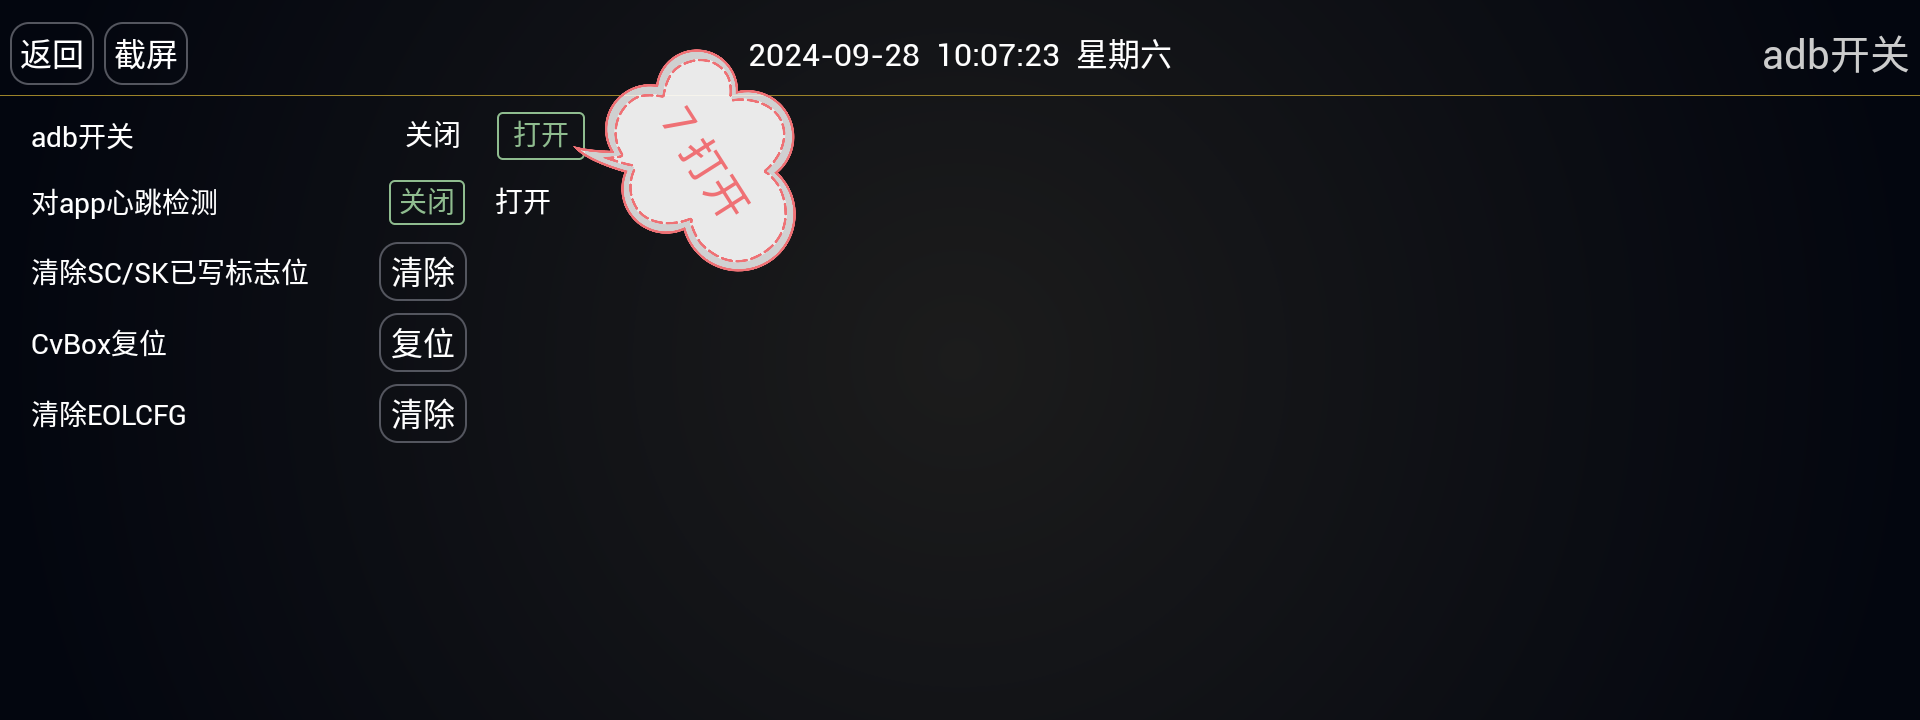 返回 截屏 2024-09-28 10:07:23 星期六 adb开关
adb开关 关闭 打开
7 打开
对app心跳检测 关闭 打开
清除SC/SK已写标志位 清除
CvBox复位 复位
清除EOLCFG 清除